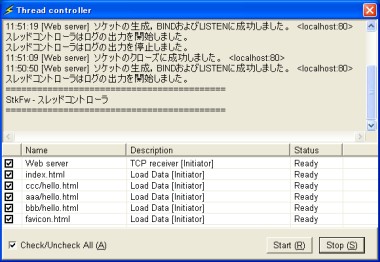 Thread controller
11:51:19 [Web server] ソケットの生成，BINDおよびLISTENに成功しました。 <localhost:80>
スレッドコントローラはログの出力を開始しました。
スレッドコントローラはログの出力を停止しました。
11:51:09 [Web server] ソケットのクローズに成功しました。 <localhost:80>
11:50:50 [Web server] ソケットの生成，BINDおよびLISTENに成功しました。 <localhost:80>
スレッドコントローラはログの出力を開始しました。
========================================
StkFw - スレッドコントローラ
========================================
Name Description Status
Web server TCP receiver [Initiator] Ready
index.html Load Data [Initiator] Ready
ccc/hello.html Load Data [Initiator] Ready
aaa/hello.html Load Data [Initiator] Ready
bbb/hello.html Load Data [Initiator] Ready
favicon.html Load Data [Initiator] Ready
Check/Uncheck All (A) Start (R) Stop (S)